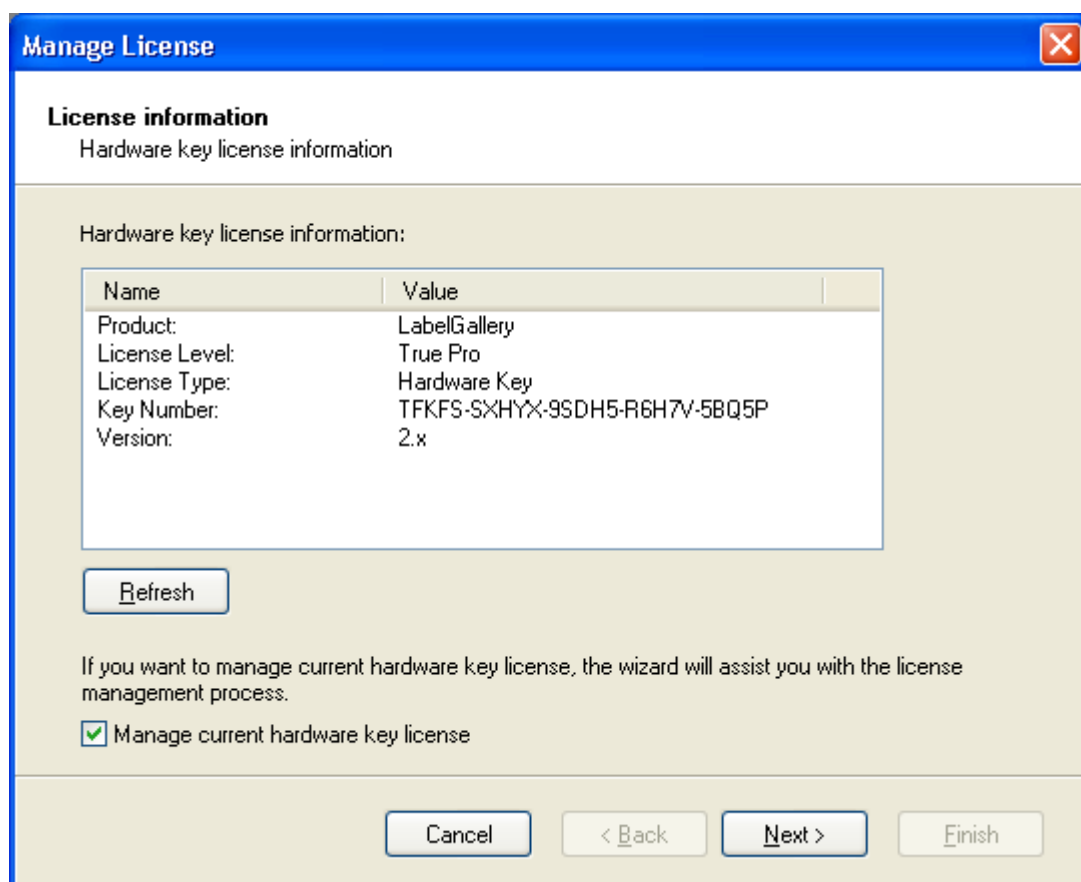 Manage License
License information
Hardware key license information
Hardware key license information:
Name Value
Product: LabelGallery
License Level: True Pro
License Type: Hardware Key
Key Number: TFKFS-SXHYX-9SDH5-R6H7V-5BQ5P
Version: 2.x
Refresh
If you want to manage current hardware key license, the wizard will assist you with the license
management process.
Manage current hardware key license
Cancel < Back Next > Finish